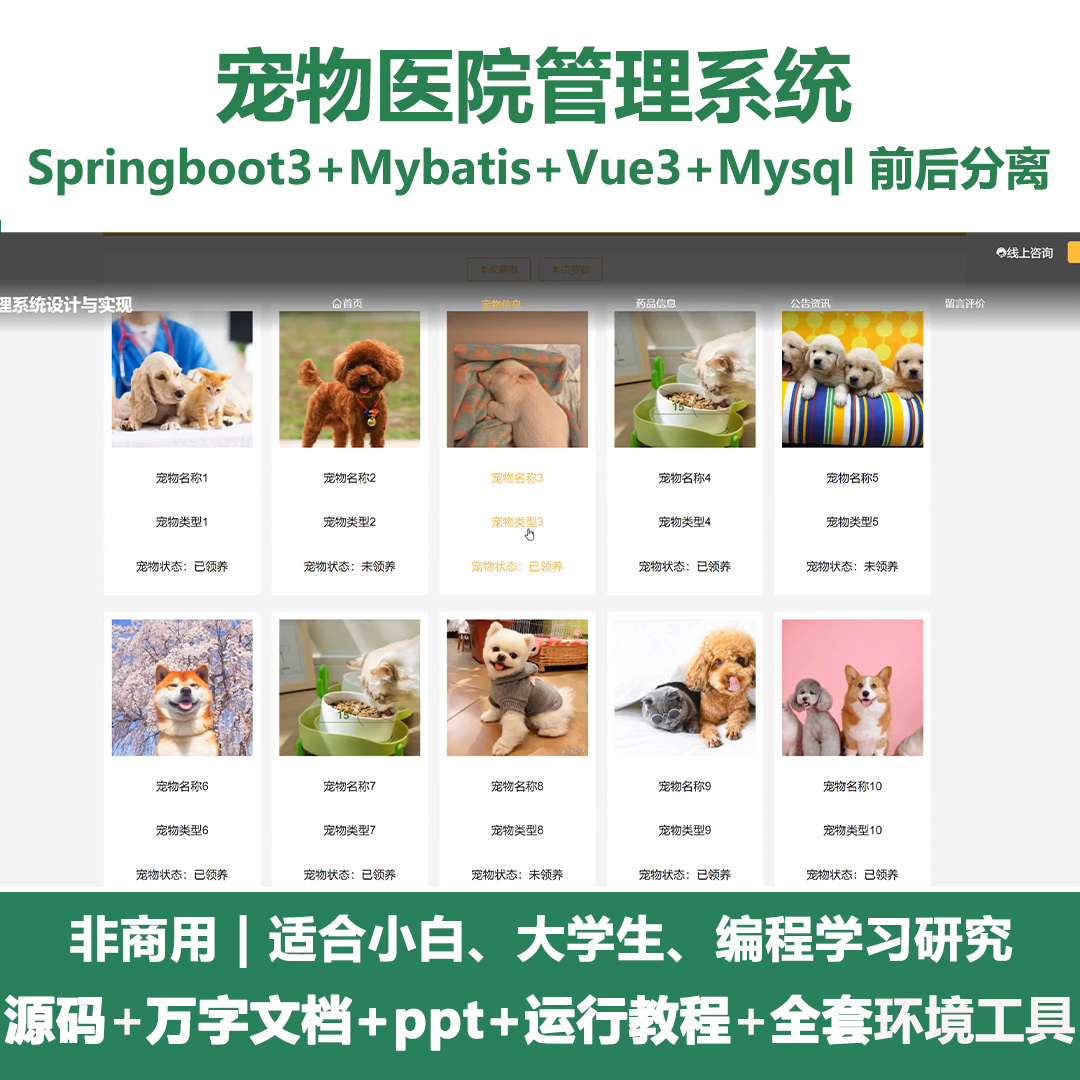 宠物医院管理系统
Springboot3+Mybatis+Vue3+Mysql 前后分离
线上咨询
收藏数
点赞数
理系统设计与实现
首页
宠物信息
药品信息
公告资讯
留言评价
15
宠物名称1
宠物名称2
宠物名称3
宠物名称4
宠物名称5
宠物类型1
宠物类型2
宠物类型3
宠物类型4
宠物类型5
宠物状态：已领养
宠物状态：未领养
宠物状态：已领养
宠物状态：已领养
宠物状态：未领养
15
宠物名称6
宠物名称7
宠物名称8
宠物名称9
宠物名称10
宠物类型6
宠物类型7
宠物类型8
宠物类型9
宠物类型10
宠物状态：已领养
宠物状态：已领养
宠物状态：未领养
宠物状态：已领养
宠物状态：已领养
非商用｜适合小白、大学生、编程学习研究
源码+万字文档+ppt+运行教程+全套环境工具